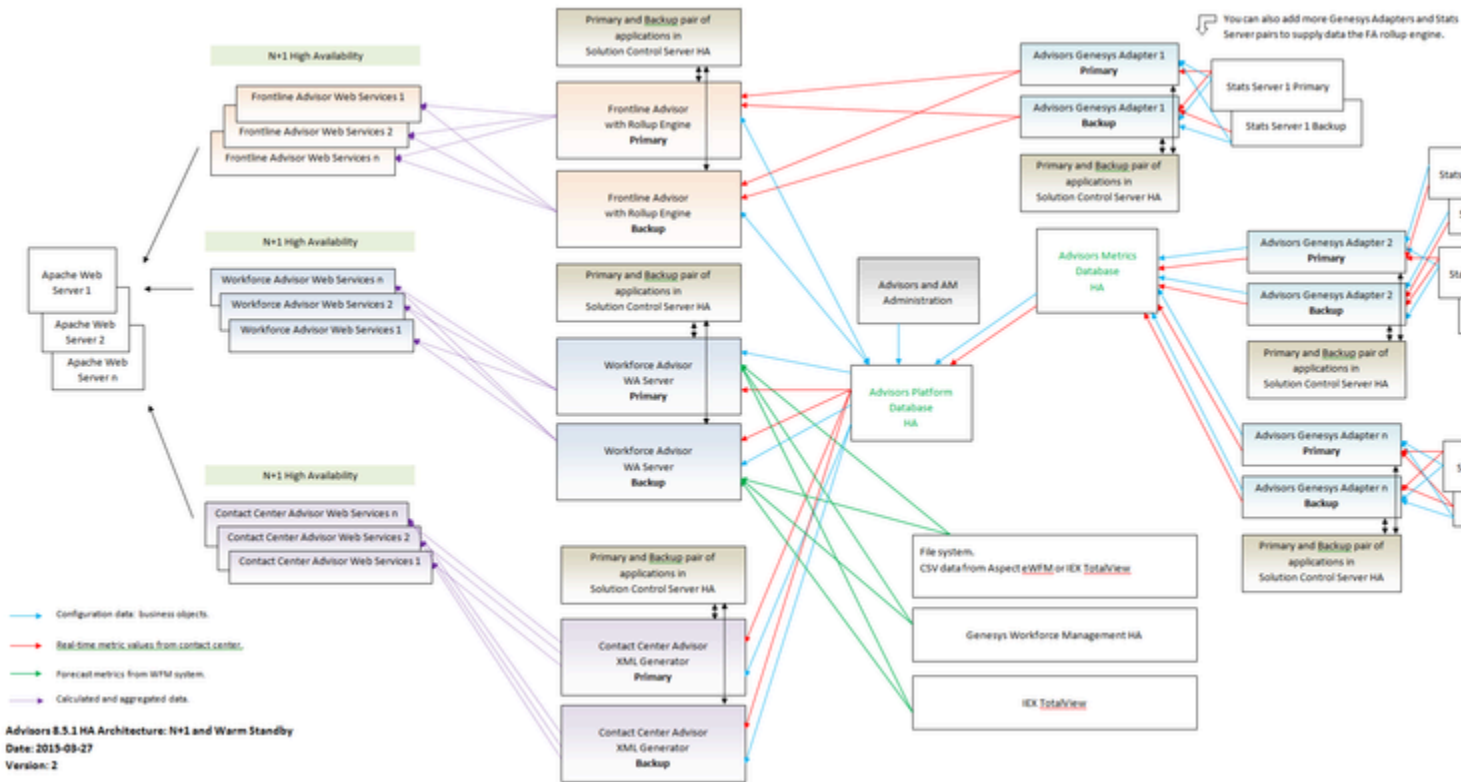 Primary and Backup pair of
applications in
Solution Control Server HA
You can also add more Genesys Adapters and Stats
Server pairs to supply data the FA rollup engine.
N+1 High Availability
Frontline Advisor Web Services 1
Frontline Advisor Web Services 2
Frontline Advisor Web Services n
Frontline Advisor
with Rollup Engine
Primary
Frontline Advisor
with Rollup Engine
Backup
Advisors Genesys Adapter 1
Primary
Advisors Genesys Adapter 1
Backup
Stats Server 1 Primary
Stats Server 1 Backup
Primary and Backup pair of
applications in
Solution Control Server HA
Stats
S
Sta
N+1 High Availability
Apache Web
Server 1
Apache Web
Server 2
Apache Web
Server n
Workforce Advisor Web Services n
Workforce Advisor Web Services 2
Workforce Advisor Web Services 1
Primary and Backup pair of
applications in
Solution Control Server HA
Workforce Advisor
WA Server
Primary
Workforce Advisor
WA Server
Backup
Advisors and AM
Administration
Advisors Platform
Database
HA
Advisors Metrics
Database
HA
Advisors Genesys Adapter 2
Primary
Advisors Genesys Adapter 2
Backup
Primary and Backup pair of
applications in
Solution Control Server HA
Advisors Genesys Adapter n
Primary
Advisors Genesys Adapter n
Backup
S
Primary and Backup pair of
applications in
Solution Control Server HA
N+1 High Availability
Contact Center Advisor Web Services n
Contact Center Advisor Web Services 2
Contact Center Advisor Web Services 1
Primary and Backup pair of
applications in
Solution Control Server HA
Contact Center Advisor
XML Generator
Primary
Contact Center Advisor
XML Generator
Backup
File system.
CSV data from Aspect eWFM or IEX TotalView
Genesys Workforce Management HA
IEX TotalView
Configuration data: business objects.
Real-time metric values from contact center.
Forecast metrics from WFM system.
Calculated and aggregated data.
Advisors 8.5.1 HA Architecture: N+1 and Warm Standby
Date: 2015-03-27
Version: 2